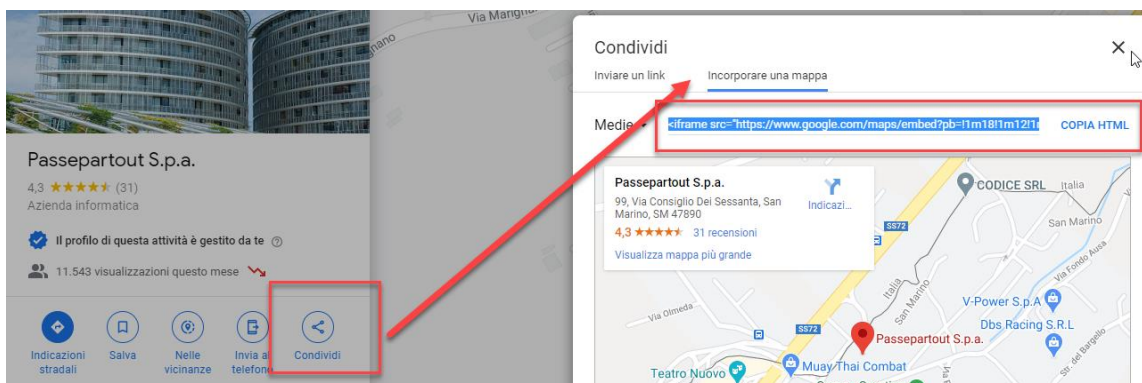 Via Marignano
Passepartout S.p.a.
4,3 (31)
Azienda informatica
Il profilo di questa attività è gestito da te
11.543 visualizzazioni questo mese
Indicazioni
stradali
Salva
Nelle
vicinanze
Invia al
telefono
Condividi
Condividi
Inviare un link
Incorporare una mappa
<iframe src="https://www.google.com/maps/embed?pb=!1m18!1m12!1
COPIA HTML
Passepartout S.p.a.
99, Via Consiglio Dei Sessanta, San
Marino, SM 47890
4,3 31 recensioni
Visualizza mappa più grande
Indicazi...
CODICE SRL
Italia
San Marino
SS72
Via Fondo Ausa
Italia
San Marino
V-Power S.p.A
Via Olmeda
SS72
Dbs Racing S.R.L
Passepartout S.p.a.
Muay Thai Combat
Teatro Nuovo